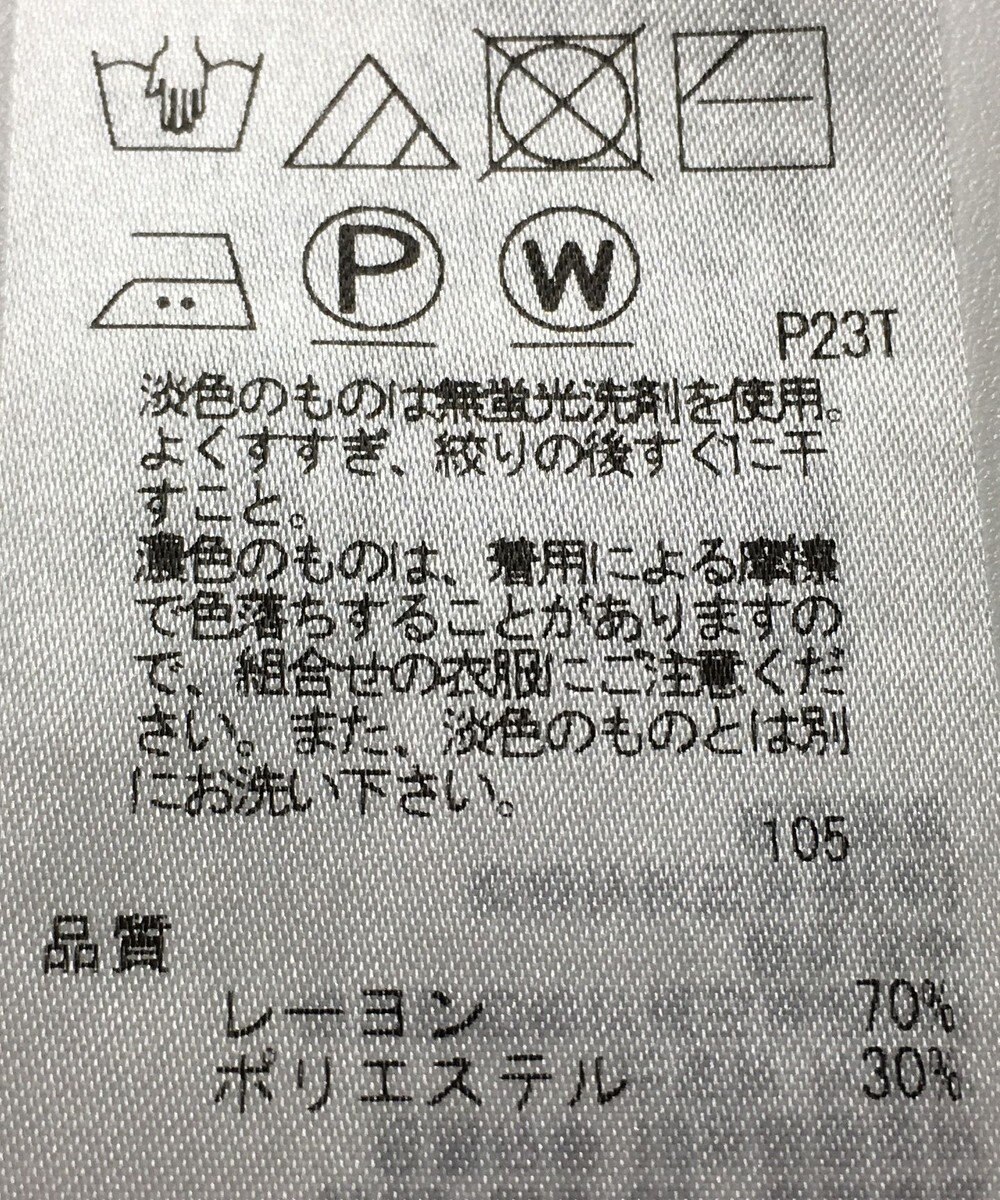 P W
P23T
淡色のものは無蛍光洗剤を使用。
よくすすぎ、絞りの後すぐに干
すこと。
濃色のものは、着用による摩擦
で色落ちすることがありますの
で、組合せの衣服にご注意くだ
さい。また、淡色のものとは別
にお洗い下さい。
105
品質
レーヨン 70%
ポリエステル 30%